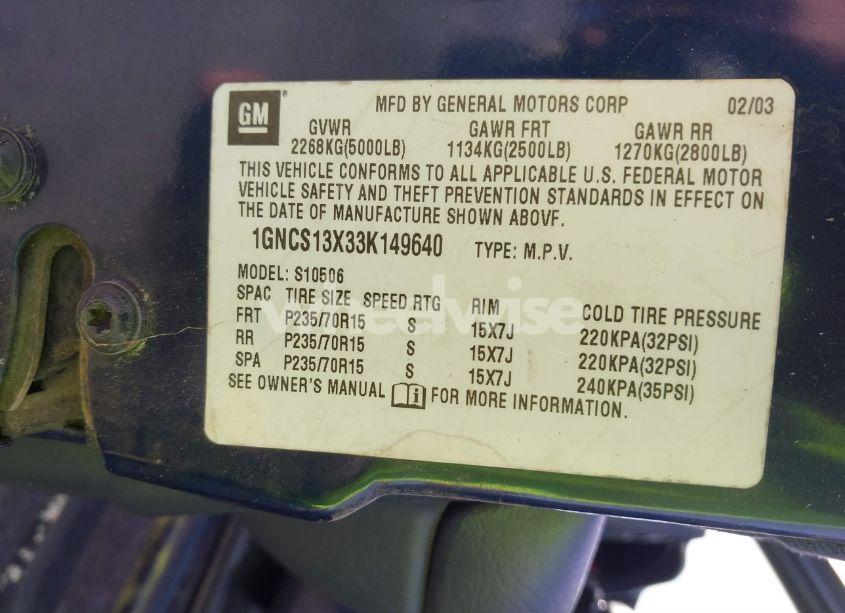 GM
MFD BY GENERAL MOTORS CORP 02/03
GVWR GAWR FRT GAWR RR
2268KG(5000LB) 1134KG(2500LB) 1270KG(2800LB)
THIS VEHICLE CONFORMS TO ALL APPLICABLE U.S. FEDERAL MOTOR
VEHICLE SAFETY AND THEFT PREVENTION STANDARDS IN EFFECT ON
THE DATE OF MANUFACTURE SHOWN ABOVF.
1GNCS13X33K149640 TYPE: M.P.V.
MODEL: S10506
SPAC TIRE SIZE SPEED RTG RIM COLD TIRE PRESSURE
FRT P235/70R15 S 15X7J 220KPA(32PSI)
RR P235/70R15 S 15X7J 220KPA(32PSI)
SPA P235/70R15 S 15X7J 240KPA(35PSI)
SEE OWNER'S MANUAL FOR MORE INFORMATION.
wheelwise